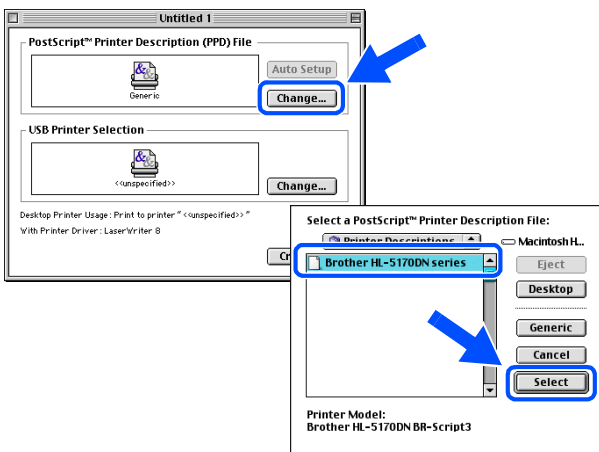 Untitled 1
PostScript™ Printer Description (PPD) File
Generic
Auto Setup
Change...
USB Printer Selection
<<unspecified>>
Change...
Desktop Printer Usage: Print to printer "<<unspecified>>"
With Printer Driver: LaserWriter 8
Cr
Select a PostScript™ Printer Description File:
Printer Descriptions
Macintosh H...
Brother HL-5170DN series
Eject
Desktop
Generic
Cancel
Select
Printer Model:
Brother HL-5170DN BR-Script3